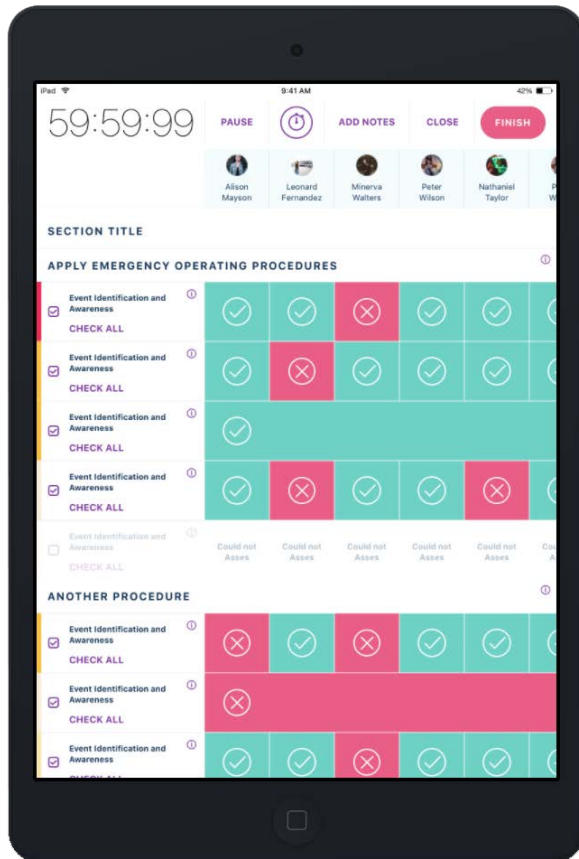 iPad 9:41 AM 42%
59:59:99 PAUSE ADD NOTES CLOSE FINISH
Alison Leonard Minerva Peter Nathaniel P
Mayson Fernandez Walters Wilson Taylor W
SECTION TITLE
APPLY EMERGENCY OPERATING PROCEDURES
Event Identification and
Awareness
CHECK ALL
Event Identification and
Awareness
CHECK ALL
Event Identification and
Awareness
CHECK ALL
Event Identification and
Awareness
CHECK ALL
Event Identification and
Awareness
CHECK ALL
Could not Could not Could not Could not Could not
Asses Asses Asses Asses Asses
ANOTHER PROCEDURE
Event Identification and
Awareness
CHECK ALL
Event Identification and
Awareness
CHECK ALL
Event Identification and
Awareness
CHECK ALL